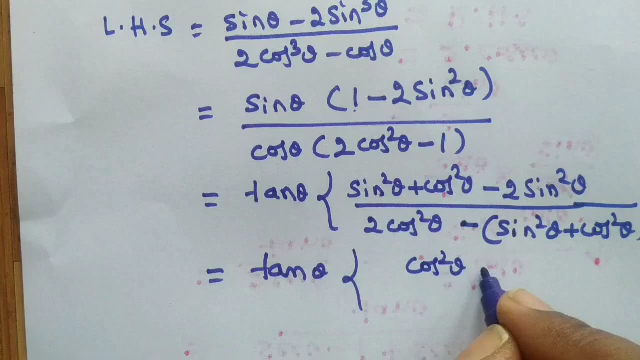 L.H.S = (sinθ - 2sin³θ) / (2cos³θ - cosθ)
= sinθ (1 - 2sin²θ) / cosθ (2cos²θ - 1)
= tanθ { (sin²θ + cos²θ - 2sin²θ) / (2cos²θ - (sin²θ + cos²θ
= tanθ { cos²θ